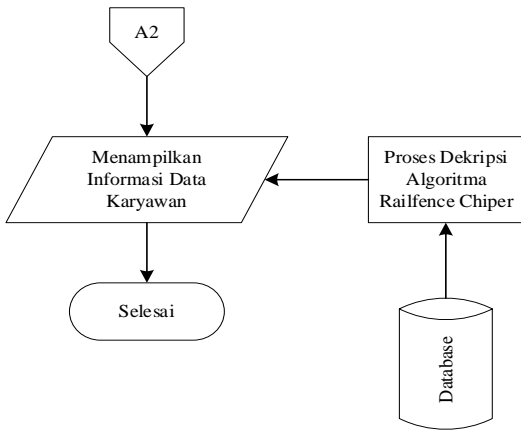 A2
Menampilkan
Informasi Data
Karyawan
Proses Dekripsi
Algoritma
Railfence Chiper
Selesai
Database